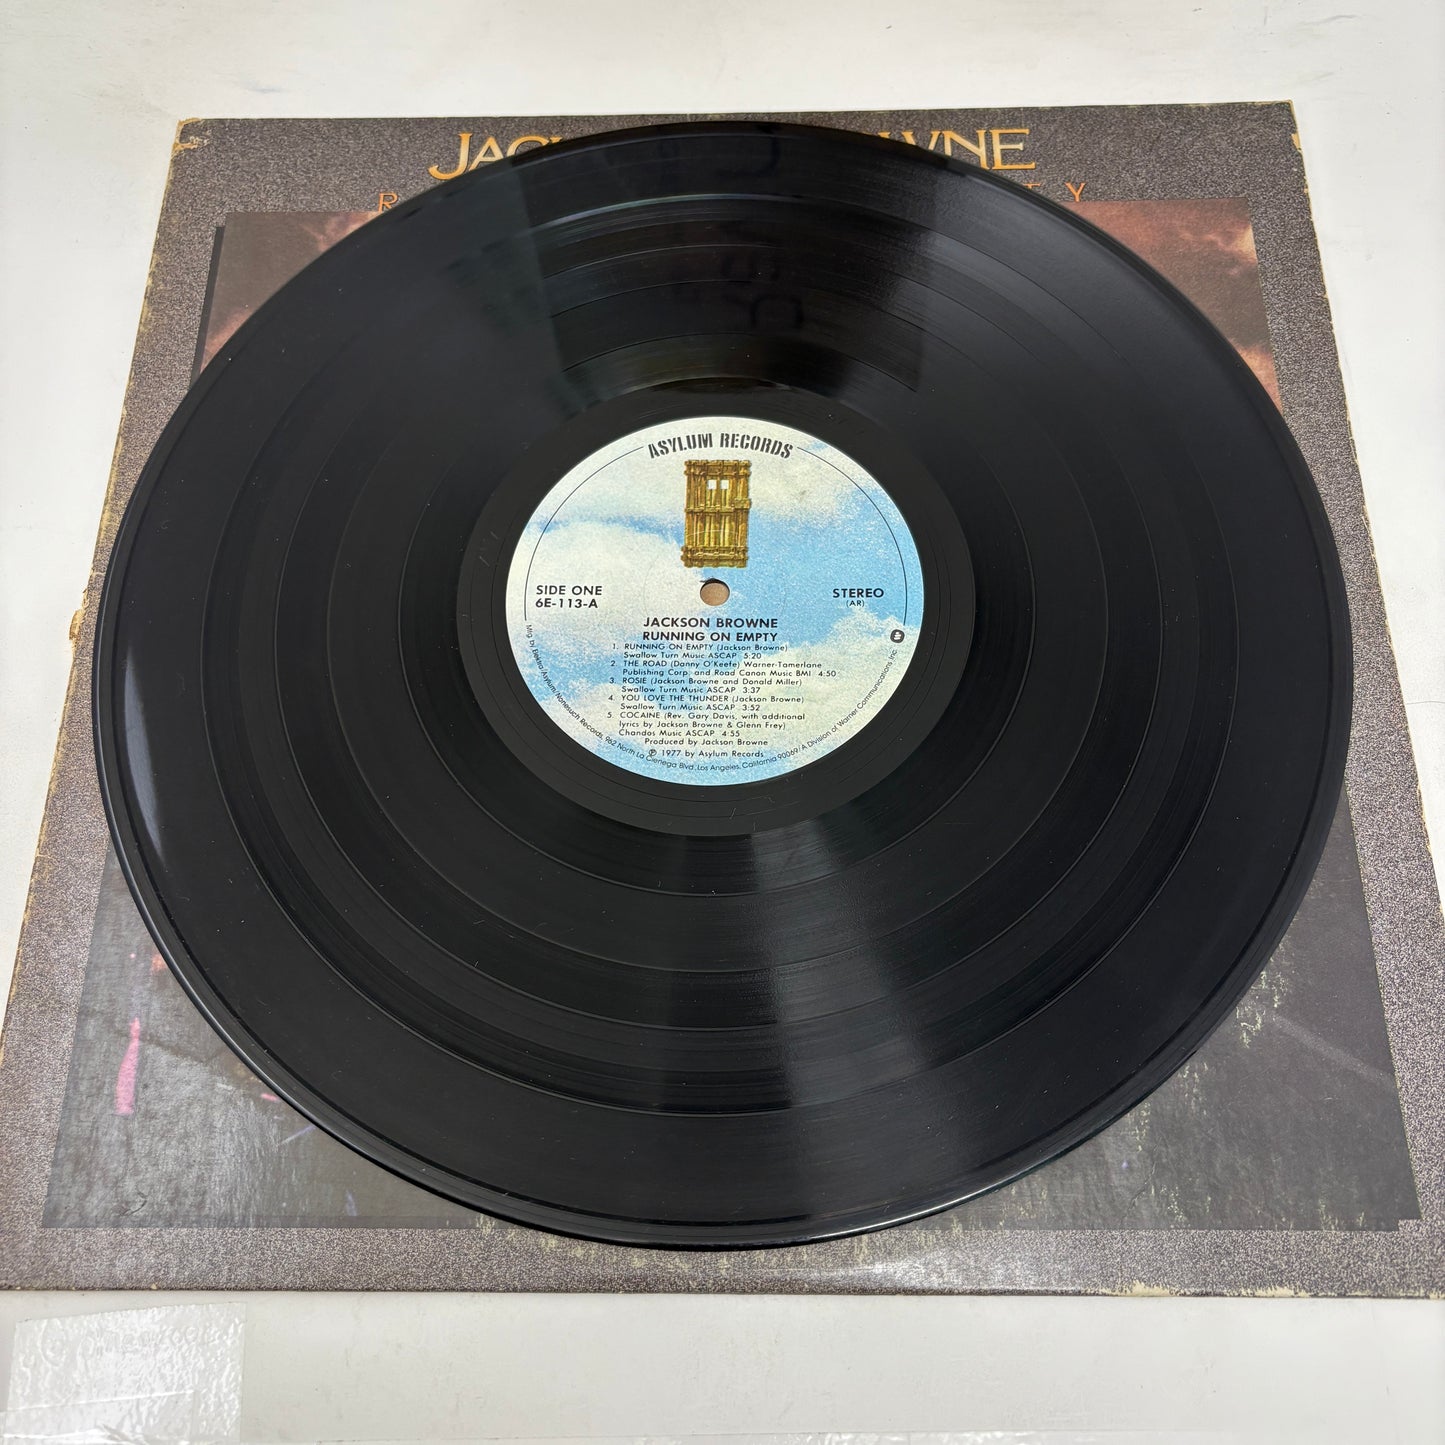 JAC
WNE
R
E Y
ASYLUM RECORDS
SIDE ONE
6E-113-A
STEREO
(AR)
JACKSON BROWNE
RUNNING ON EMPTY
1. RUNNING ON EMPTY (Jackson Browne)
Swallow Turn Music ASCAP 5:20
2. THE ROAD (Danny O'Keefe) Warner-Tamerlane
Publishing Corp. and Road Canon Music BMI 4:50
3. ROSIE (Jackson Browne and Donald Miller)
Swallow Turn Music ASCAP 3:37
4. YOU LOVE THE THUNDER (Jackson Browne)
Swallow Turn Music ASCAP 3:52
5. COCAINE (Rev. Gary Davis, with additional
lyrics by Jackson Browne & Glenn Frey)
Chandos Music ASCAP 4:55
Produced by Jackson Browne
℗ 1977 by Asylum Records
Mfg by Elektra/Asylum/Nonesuch Records, 962 North La Cienega Blvd., Los Angeles, California 90069/A Division of Warner Communications Inc.